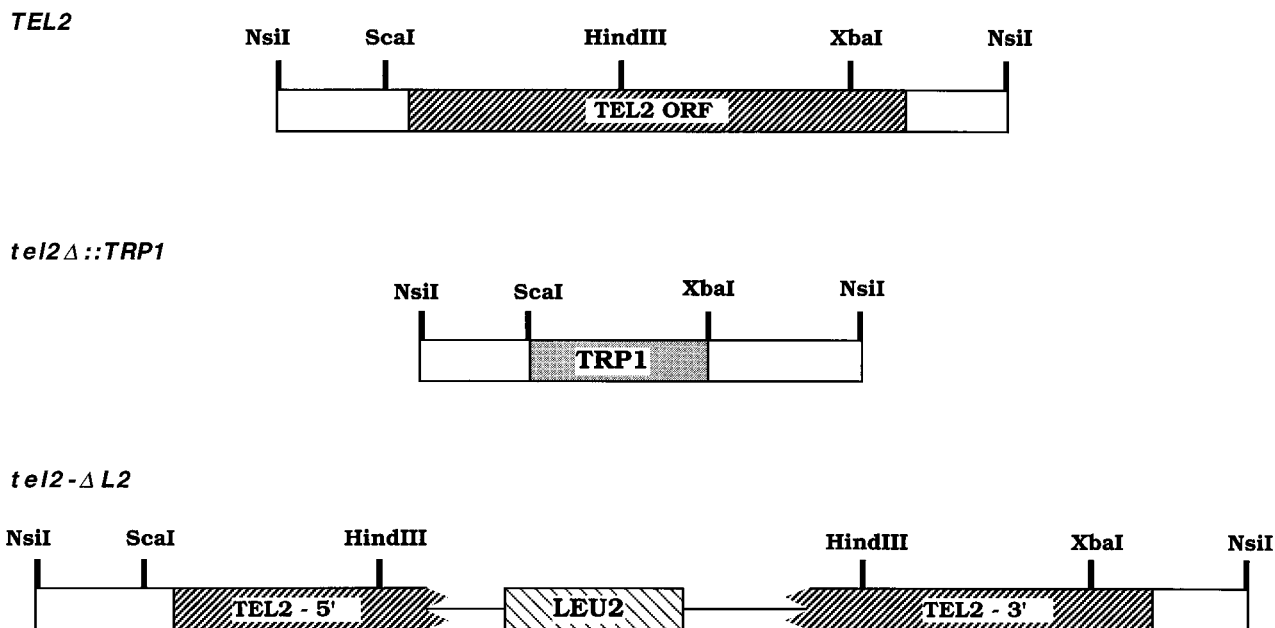 TEL2
NsiI ScaI HindIII XbaI NsiI
TEL2 ORF
tel2Δ::TRP1
NsiI ScaI XbaI NsiI
TRP1
tel2-ΔL2
NsiI ScaI HindIII HindIII XbaI NsiI
TEL2 - 5' LEU2 TEL2 - 3'